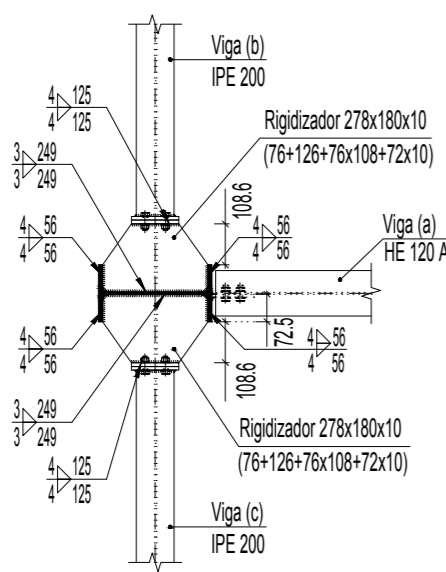 Viga (b)
IPE 200
4 125
4 125
Rigidizador 278x180x10
(76+126+76x108+72x10)
3 249
3 249
108.6
4 56
4 56
4 56
4 56
Viga (a)
HE 120 A
72.5
4 56
4 56
4 56
4 56
108.6
3 249
3 249
Rigidizador 278x180x10
(76+126+76x108+72x10)
4 125
4 125
Viga (c)
IPE 200